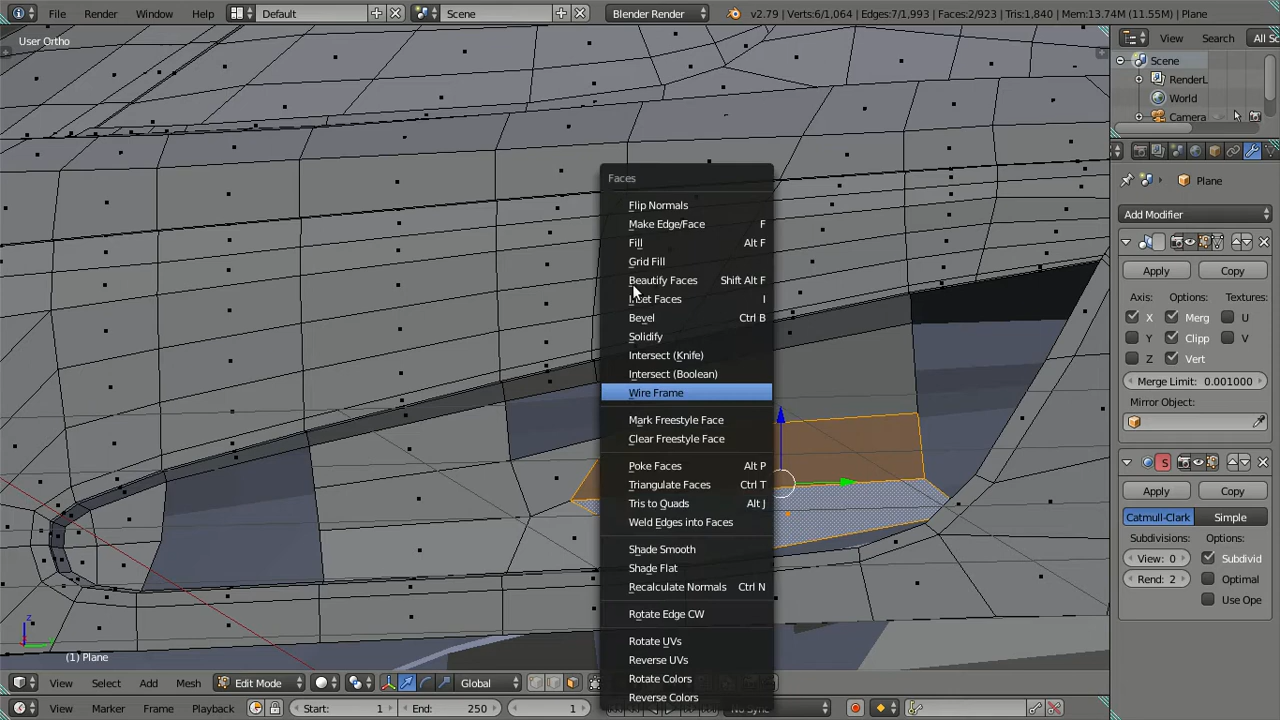 File
Render
Window
Help
Default
Scene
Blender Render
v2.79 | Verts:6/1,064 | Edges:7/1,993 | Faces:2/923 | Tris:1,840 | Mem:13.74M (11.55M) | Plane
User Ortho
View
Search
All Sc
Scene
RenderL
World
Camera
Plane
Add Modifier
Apply
Copy
Axis:
Options:
Textures:
X
Merg
U
Y
Clipp
V
Z
Vert
Merge Limit: 0.001000
Mirror Object:
S
Apply
Copy
Catmull-Clark
Simple
Subdivisions:
Options:
View: 0
Subdivid
Rend: 2
Optimal
Use Ope
Faces
Flip Normals
Make Edge/Face F
Fill Alt F
Grid Fill
Beautify Faces Shift Alt F
Inset Faces I
Bevel Ctrl B
Solidify
Intersect (Knife)
Intersect (Boolean)
Wire Frame
Mark Freestyle Face
Clear Freestyle Face
Poke Faces Alt P
Triangulate Faces Ctrl T
Tris to Quads Alt J
Weld Edges into Faces
Shade Smooth
Shade Flat
Recalculate Normals Ctrl N
Rotate Edge CW
Rotate UVs
Reverse UVs
Rotate Colors
Reverse Colors
z
(1) Plane
View
Select
Add
Mesh
Edit Mode
Global
View
Marker
Frame
Playback
Start: 1
End: 250
1